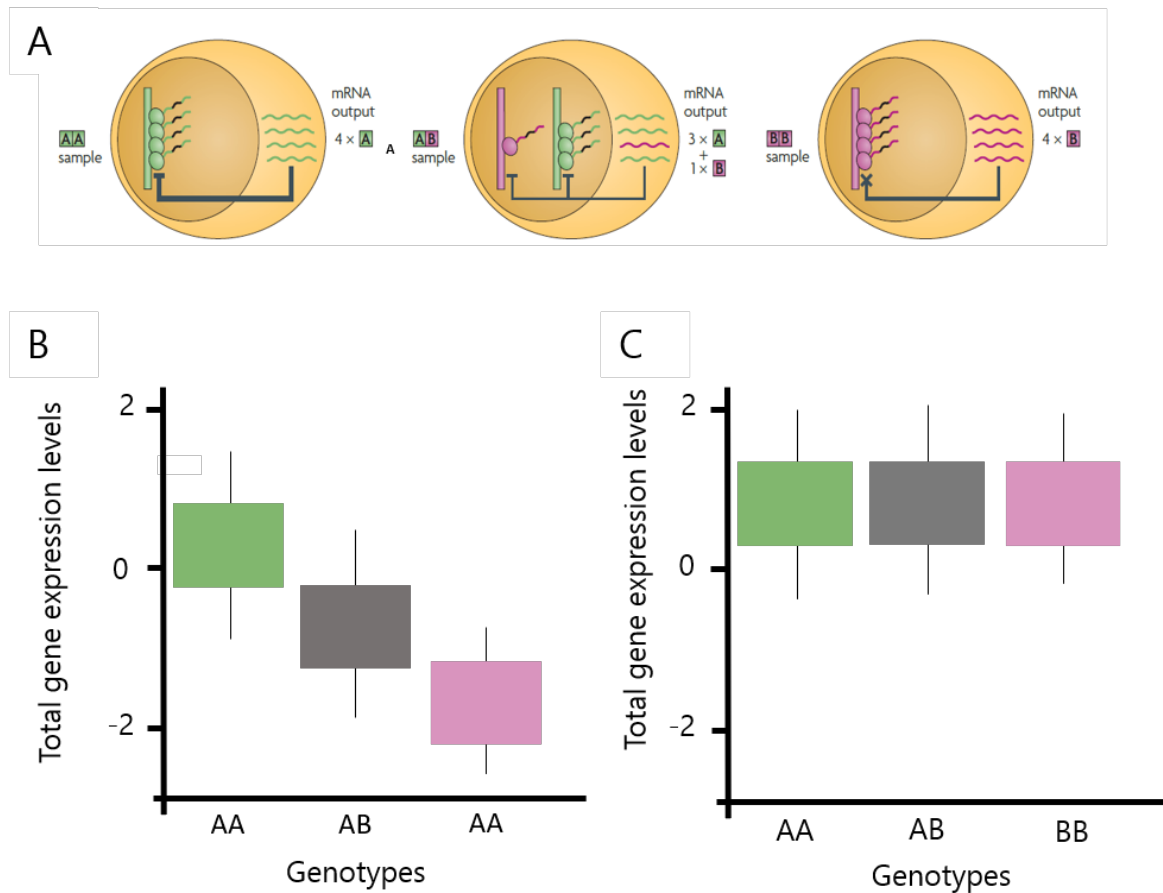 A
AA
sample
mRNA
output
4 × A
A
AB
sample
mRNA
output
3 × A
+
1 × B
BB
sample
mRNA
output
4 × B
B
Total gene expression levels
2
0
-2
AA AB AA
Genotypes
C
Total gene expression levels
2
0
-2
AA AB BB
Genotypes